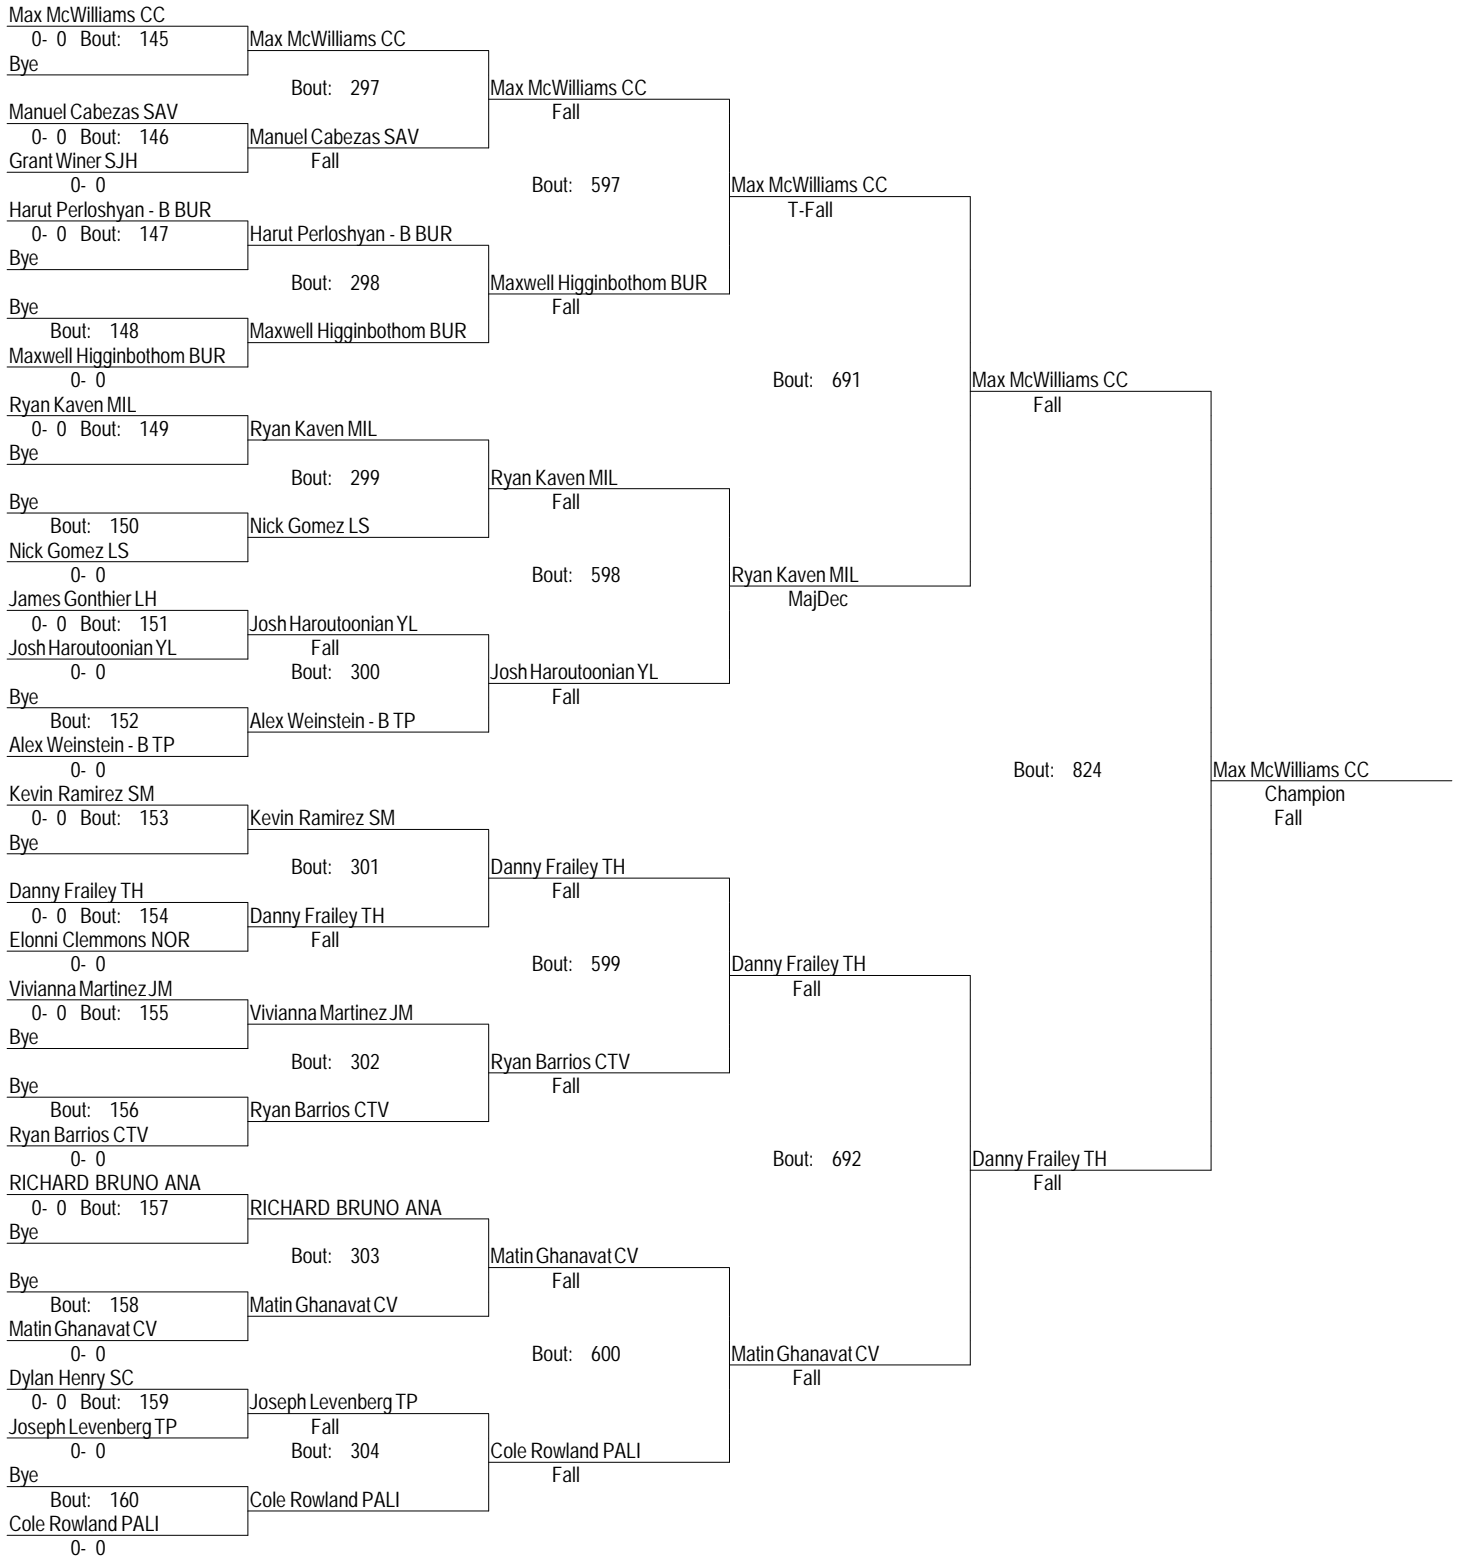 Max McWilliams CC
0- 0 Bout: 145 Max McWilliams CC
Bye
Bout: 297 Max McWilliams CC
Manuel Cabezas SAV Fall
0- 0 Bout: 146 Manuel Cabezas SAV
Grant Winer SJH Fall
0- 0 Bout: 597 Max McWilliams CC
Harut Perloshyan - B BUR T-Fall
0- 0 Bout: 147 Harut Perloshyan - B BUR
Bye
Bout: 298 Maxwell Higginbothom BUR
Bye Fall
Bout: 148 Maxwell Higginbothom BUR
Maxwell Higginbothom BUR
0- 0 Bout: 691 Max McWilliams CC
Ryan Kaven MIL Fall
0- 0 Bout: 149 Ryan Kaven MIL
Bye
Bout: 299 Ryan Kaven MIL
Bye Fall
Bout: 150 Nick Gomez LS
Nick Gomez LS
0- 0 Bout: 598 Ryan Kaven MIL
James Gonthier LH MajDec
0- 0 Bout: 151 Josh Haroutoonian YL
Josh Haroutoonian YL Fall
0- 0 Bout: 300 Josh Haroutoonian YL
Bye Fall
Bout: 152 Alex Weinstein - B TP
Alex Weinstein - B TP
0- 0 Bout: 824 Max McWilliams CC
Kevin Ramirez SM Champion
0- 0 Bout: 153 Kevin Ramirez SM Fall
Bye
Bout: 301 Danny Frailey TH
Danny Frailey TH Fall
0- 0 Bout: 154 Danny Frailey TH
Elonni Clemmons NOR Fall
0- 0 Bout: 599 Danny Frailey TH
Vivianna Martinez JM Fall
0- 0 Bout: 155 Vivianna Martinez JM
Bye
Bout: 302 Ryan Barrios CTV
Bye Fall
Bout: 156 Ryan Barrios CTV
Ryan Barrios CTV
0- 0 Bout: 692 Danny Frailey TH
RICHARD BRUNO ANA Fall
0- 0 Bout: 157 RICHARD BRUNO ANA
Bye
Bout: 303 Matin Ghanavat CV
Bye Fall
Bout: 158 Matin Ghanavat CV
Matin Ghanavat CV
0- 0 Bout: 600 Matin Ghanavat CV
Dylan Henry SC Fall
0- 0 Bout: 159 Joseph Levenberg TP
Joseph Levenberg TP Fall
0- 0 Bout: 304 Cole Rowland PALI
Bye Fall
Bout: 160 Cole Rowland PALI
Cole Rowland PALI
0- 0